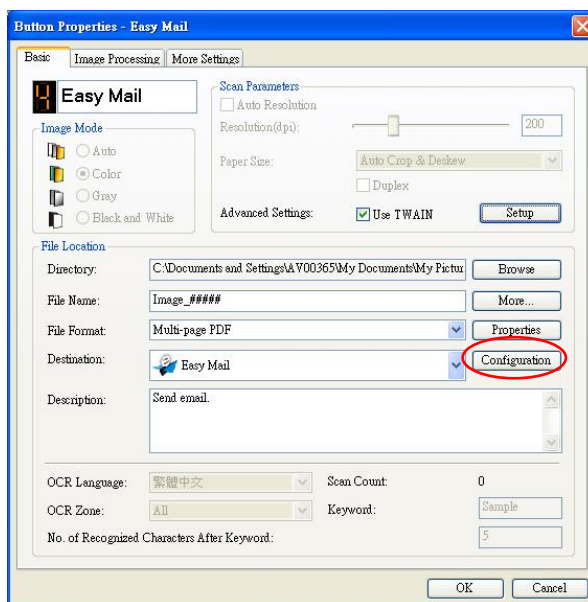 Button Properties - Easy Mail
Basic Image Processing More Settings
4 Easy Mail
Image Mode
Auto
Color
Gray
Black and White
Scan Parameters
Auto Resolution
Resolution(dpi): 200
Paper Size: Auto Crop & Deskew
Duplex
Advanced Settings: Use TWAIN Setup
File Location
Directory: C:\Documents and Settings\AV00365\My Documents\My Pictur Browse
File Name: Image_##### More...
File Format: Multi-page PDF Properties
Destination: Easy Mail Configuration
Description: Send email.
OCR Language: 繁體中文 Scan Count: 0
OCR Zone: All Keyword: Sample
No. of Recognized Characters After Keyword: 5
OK Cancel